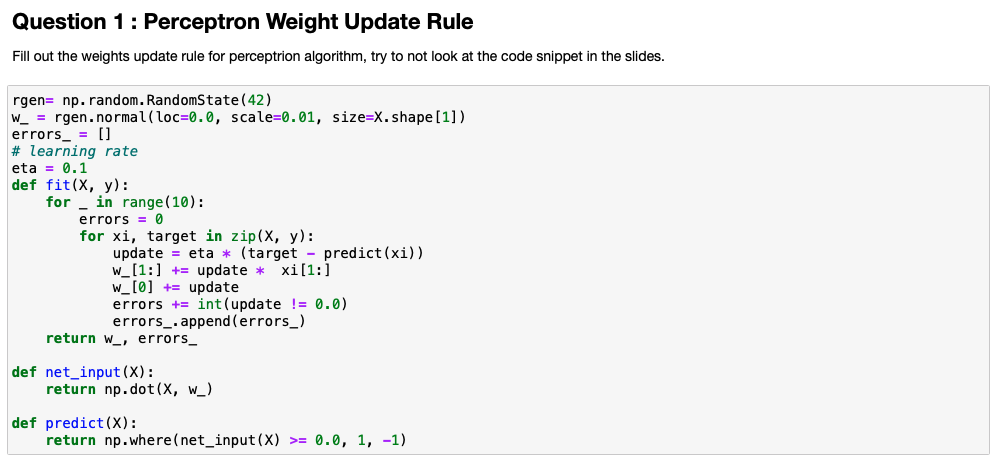 Question 1 : Perceptron Weight Update Rule
Fill out the weights update rule for perceptrion algorithm, try to not look at the code snippet in the slides.
rgen= np.random.RandomState(42)
w_ = rgen.normal(loc=0.0, scale=0.01, size=X.shape[1])
errors_ = []
# learning rate
eta = 0.1
def fit(X, y):
    for _ in range(10):
        errors = 0
        for xi, target in zip(X, y):
            update = eta * (target - predict(xi))
            w_[1:] += update *  xi[1:]
            w_[0] += update
            errors += int(update != 0.0)
            errors_.append(errors_)
    return w_, errors_

def net_input(X):
    return np.dot(X, w_)

def predict(X):
    return np.where(net_input(X) >= 0.0, 1, -1)